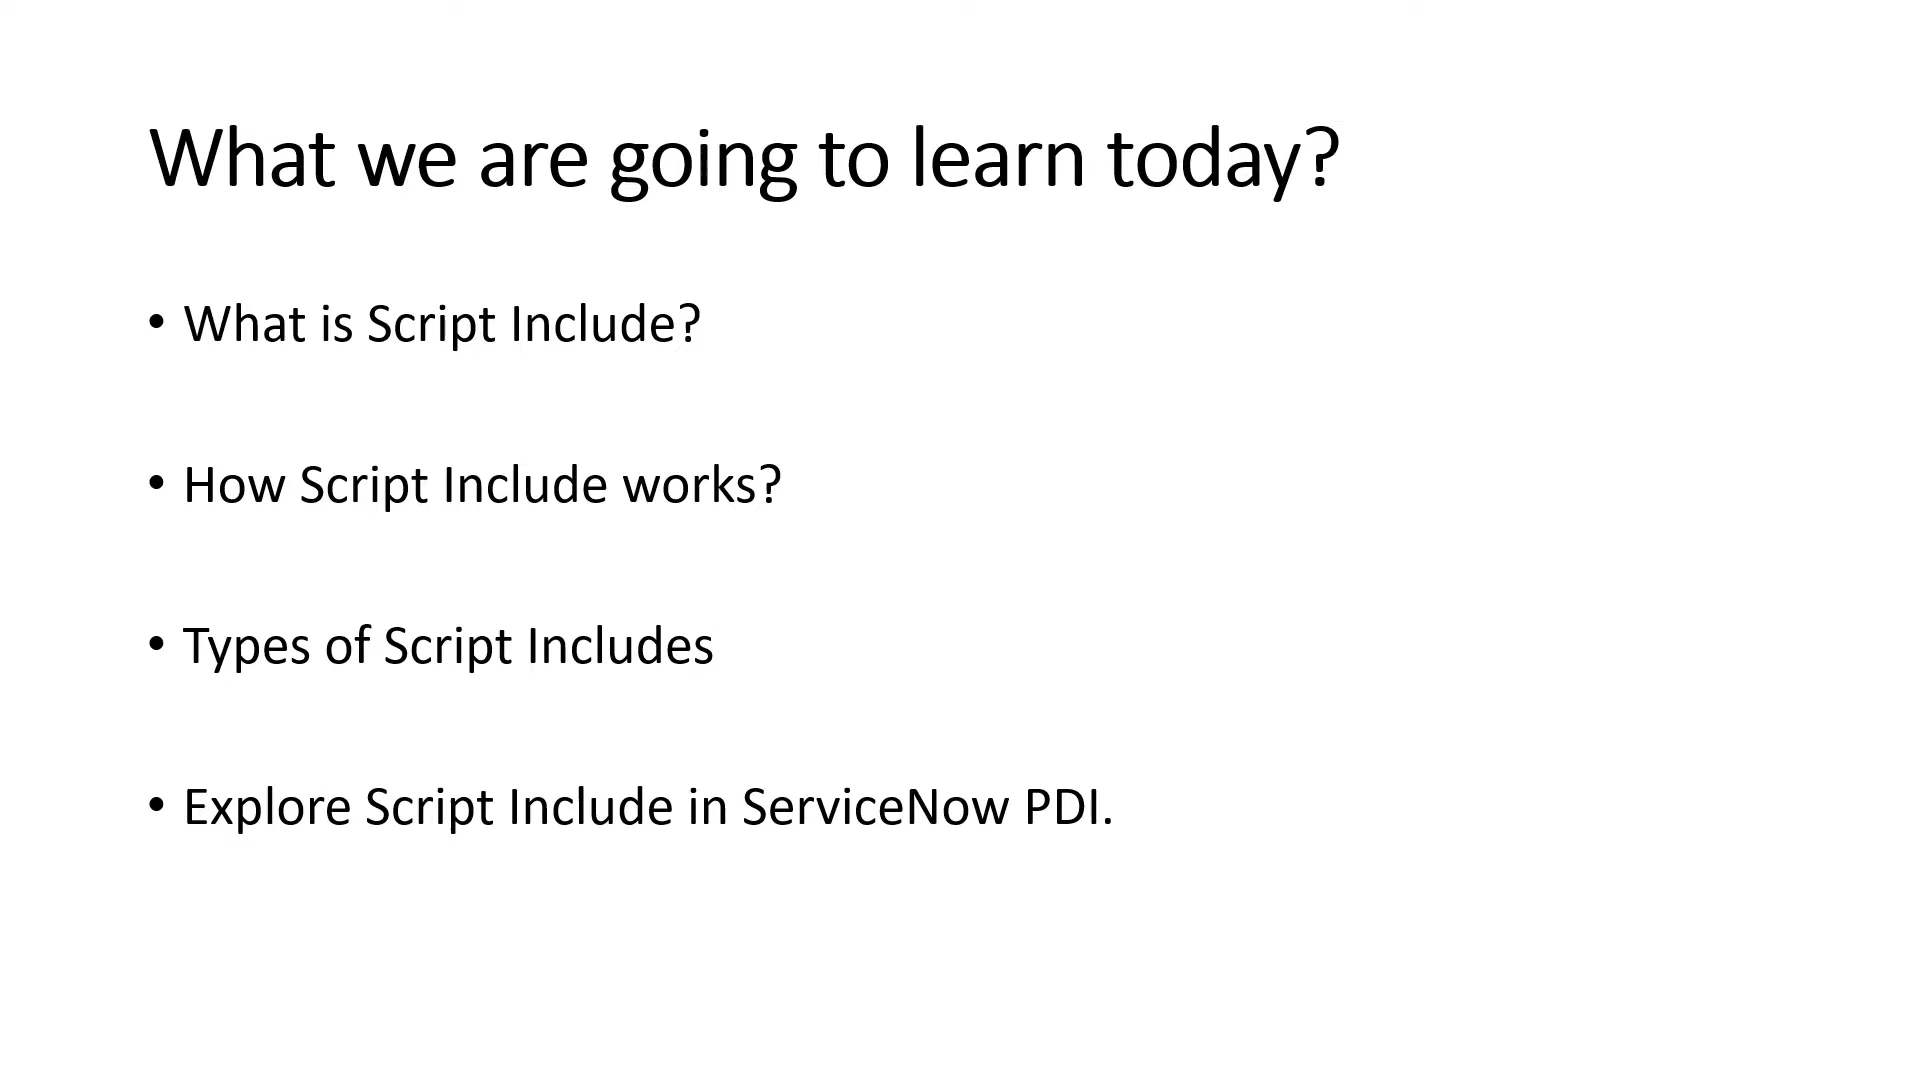 What we are going to learn today?
• What is Script Include?
• How Script Include works?
• Types of Script Includes
• Explore Script Include in ServiceNow PDI.